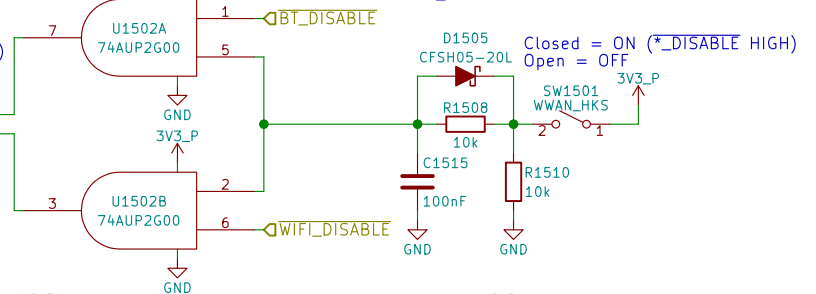 1
BT_DISABLE
U1502A
74AUP2G00
7
5
GND
D1505
CFSH05-20L
Closed = ON (*_DISABLE HIGH)
Open = OFF
3V3_P
SW1501
WWAN_HKS
2
1
R1508
10k
3V3_P
C1515
100nF
R1510
10k
U1502B
74AUP2G00
3
2
6
WIFI_DISABLE
GND
GND
GND
)